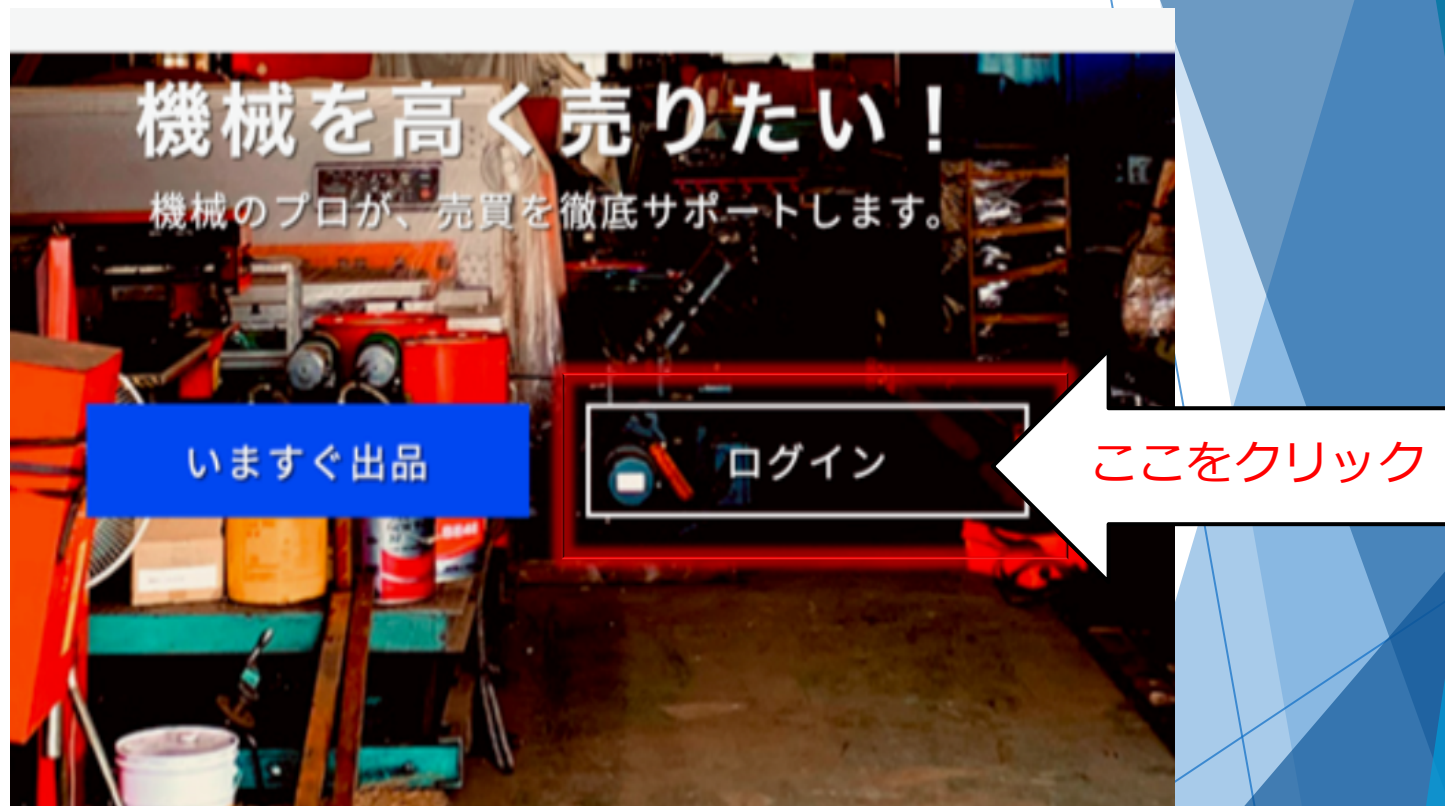 機械を高く売りたい！
機械のプロが、売買を徹底サポートします。
いますぐ出品
ログイン
ここをクリック